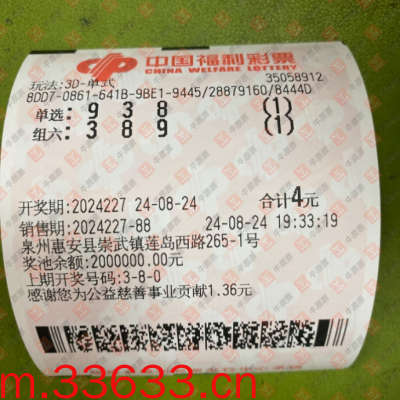 中国福利彩票
CHINA WELFARE LOTTERY
玩法:3D-单式 35058912
8DD7-0861-641B-9BE1-9445/28879160/8444D
单选: 9 3 8 (1)
组六: 3 8 9 (1)
开奖期:2024227 24-08-24 合计4元
销售期:2024227-88 24-08-24 19:33:19
泉州惠安县崇武镇莲岛西路265-1号
奖池余额:2000000.00元
上期开奖号码:3-8-0
感谢您为公益慈善事业贡献1.36元
m.33633.cn